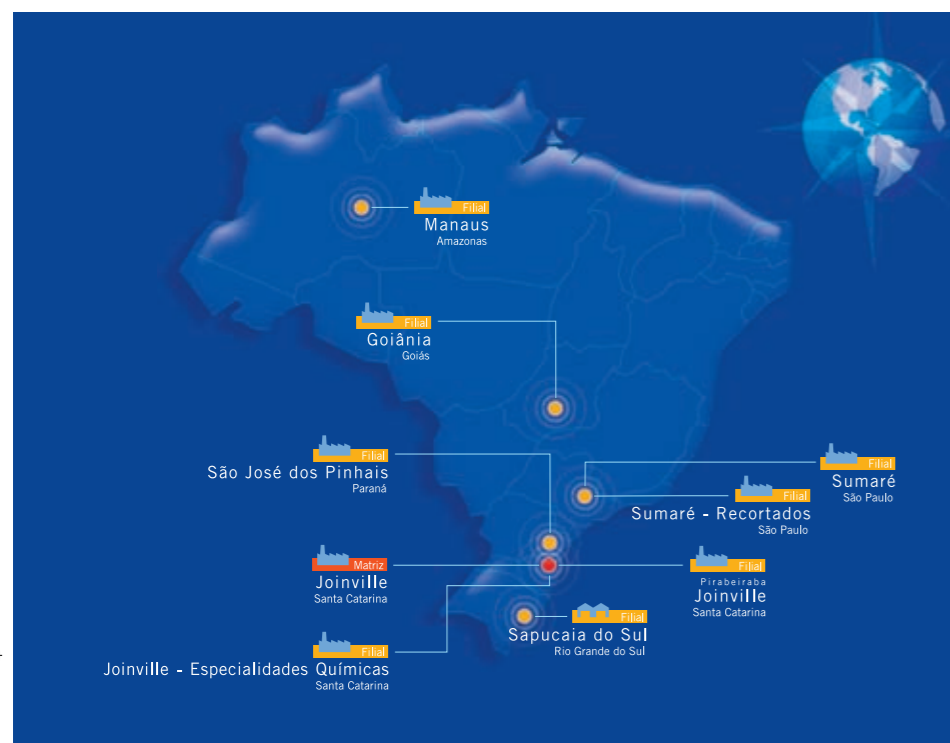 Filial
Manaus
Amazonas
Filial
Goiânia
Goiás
Filial
São José dos Pinhais
Paraná
Filial
Sumaré
São Paulo
Filial
Sumaré - Recortados
São Paulo
Matriz
Joinville
Santa Catarina
Filial
Pirabeiraba
Joinville
Santa Catarina
Filial
Sapucaia do Sul
Rio Grande do Sul
Filial
Joinville - Especialidades Químicas
Santa Catarina